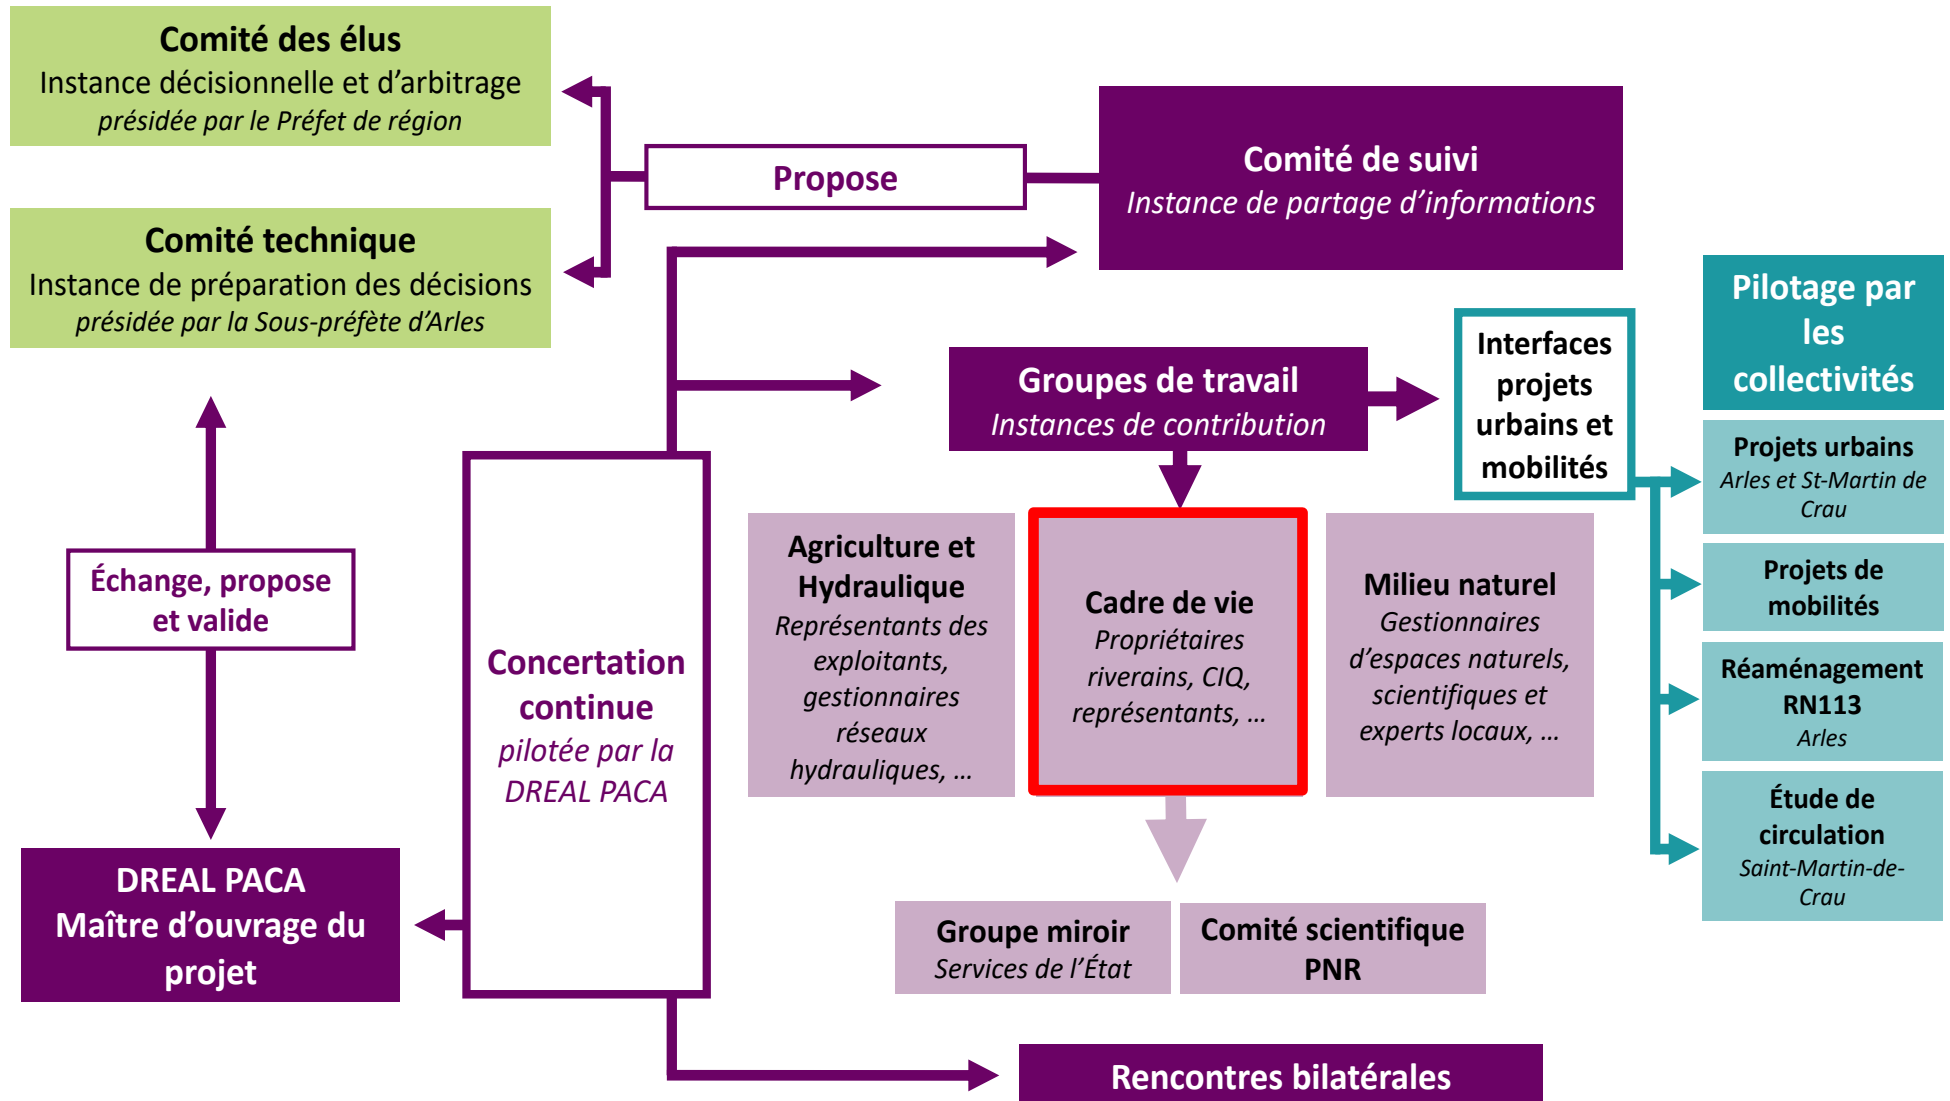 Comité des élus
Instance décisionnelle et d'arbitrage
présidée par le Préfet de région
Propose
Comité de suivi
Instance de partage d'informations
Comité technique
Instance de préparation des décisions
présidée par la Sous-préfète d'Arles
Pilotage par
les
collectivités
Interfaces
projets
urbains et
mobilités
Groupes de travail
Instances de contribution
Projets urbains
Arles et St-Martin de
Crau
Projets de
mobilités
Réaménagement
RN113
Arles
Étude de
circulation
Saint-Martin-de-
Crau
Échange, propose
et valide
Concertation
continue
pilotée par la
DREAL PACA
Agriculture et
Hydraulique
Représentants des
exploitants,
gestionnaires
réseaux
hydrauliques, …
Cadre de vie
Propriétaires
riverains, CIQ,
représentants, …
Milieu naturel
Gestionnaires
d'espaces naturels,
scientifiques et
experts locaux, …
DREAL PACA
Maître d'ouvrage du
projet
Groupe miroir
Services de l'État
Comité scientifique
PNR
Rencontres bilatérales